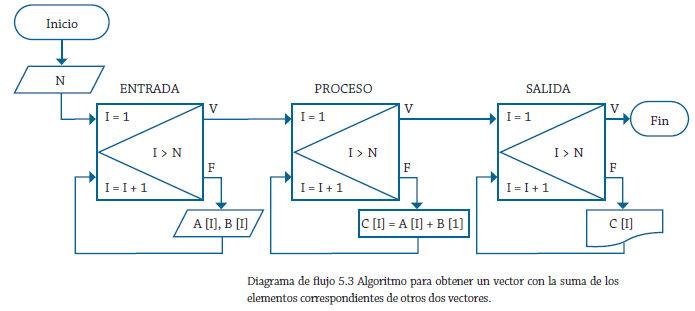 Inicio
N
ENTRADA
I = 1
I > N
I = I + 1
V
F
A [I], B [I]
PROCESO
I = 1
I > N
I = I + 1
V
F
C [I] = A [I] + B [1]
SALIDA
I = 1
I > N
I = I + 1
V
F
C [I]
Fin
Diagrama de flujo 5.3 Algoritmo para obtener un vector con la suma de los
elementos correspondientes de otros dos vectores.